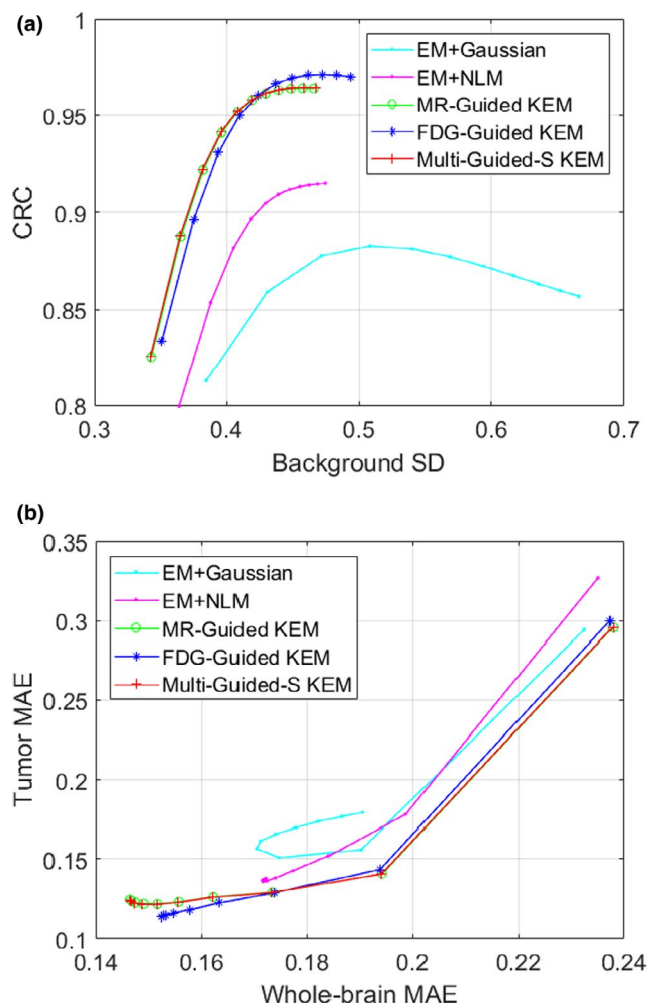 (a)
CRC
1
0.95
0.9
0.85
0.8
0.3
0.4
0.5
0.6
0.7
Background SD
EM+Gaussian
EM+NLM
MR-Guided KEM
FDG-Guided KEM
Multi-Guided-S KEM
(b)
Tumor MAE
0.35
0.3
0.25
0.2
0.15
0.1
0.14
0.16
0.18
0.2
0.22
0.24
Whole-brain MAE
EM+Gaussian
EM+NLM
MR-Guided KEM
FDG-Guided KEM
Multi-Guided-S KEM